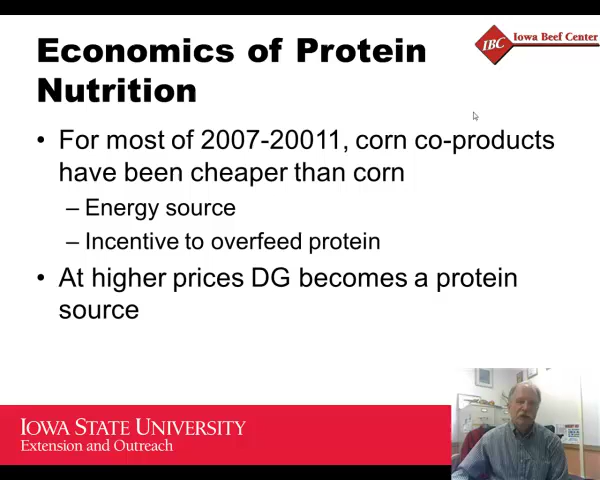 Economics of Protein
Nutrition
IBC
Iowa Beef Center
• For most of 2007-20011, corn co-products
have been cheaper than corn
– Energy source
– Incentive to overfeed protein
• At higher prices DG becomes a protein
source
IOWA STATE UNIVERSITY
Extension and Outreach